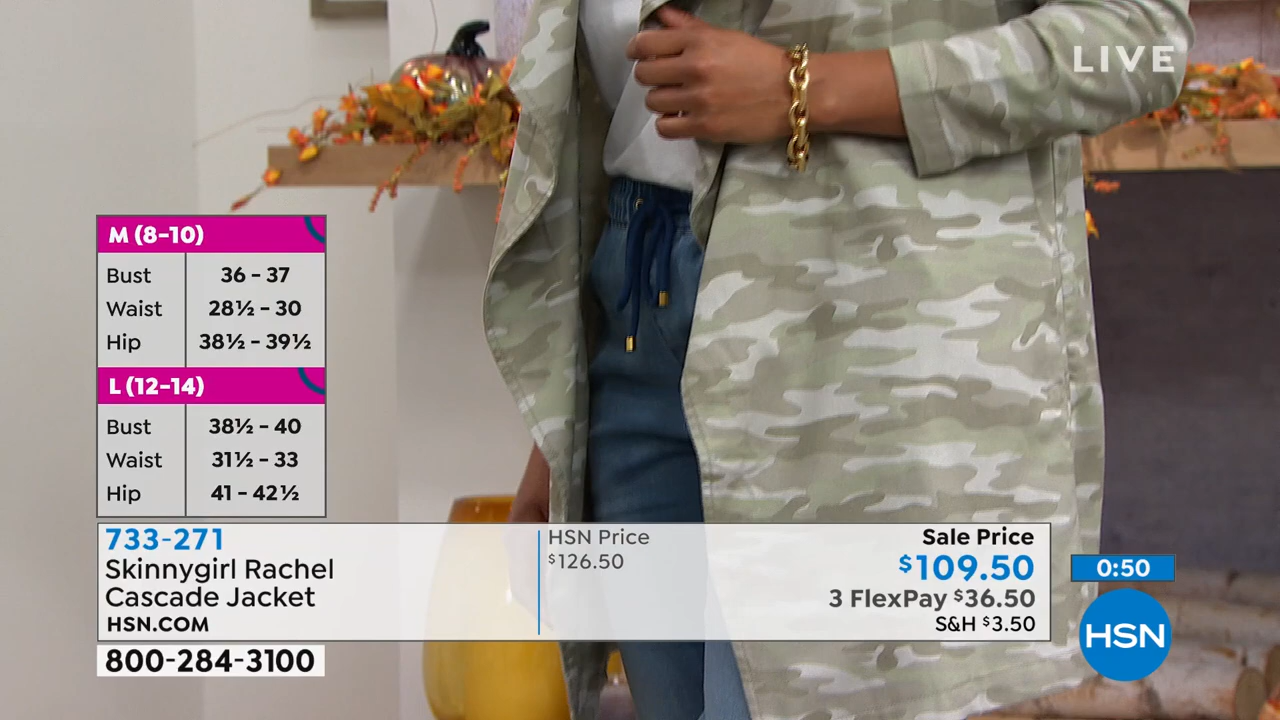 LIVE
M (8-10)
Bust 36 - 37
Waist 28½ - 30
Hip 38½ - 39½
L (12-14)
Bust 38½ - 40
Waist 31½ - 33
Hip 41 - 42½
733-271
Skinnygirl Rachel
Cascade Jacket
HSN.COM
HSN Price
$126.50
Sale Price
$109.50
3 FlexPay $36.50
S&H $3.50
0:50
HSN
800-284-3100